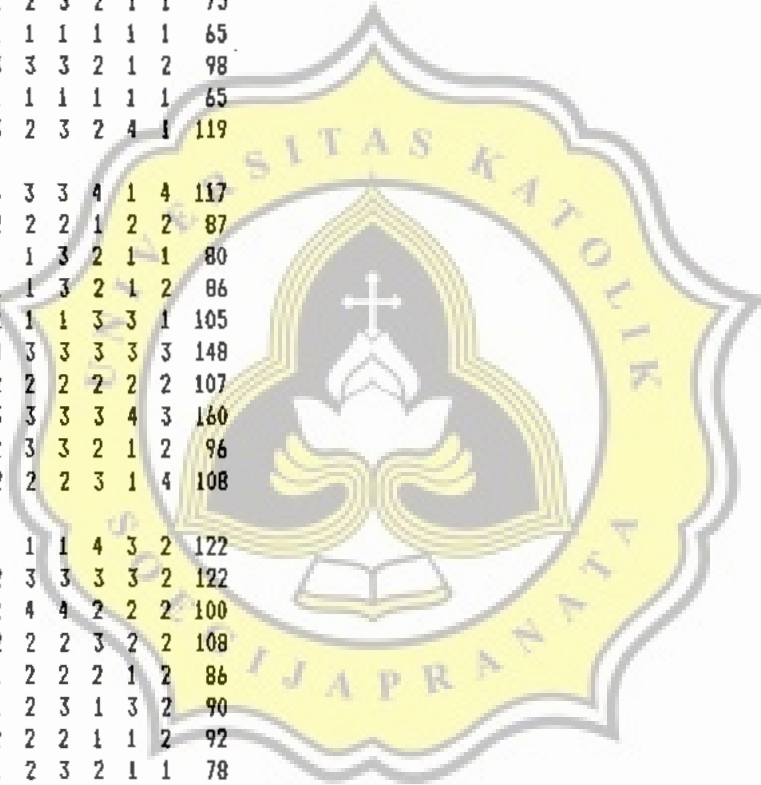 2 3 2 1 1 75
1 1 1 1 1 65
3 3 2 1 2 98
1 1 1 1 1 65
2 3 2 4 1 119
3 3 4 1 4 117
2 2 1 2 2 87
1 3 2 1 1 80
1 3 2 1 2 86
1 1 3 3 1 105
3 3 3 3 3 148
2 2 2 2 2 107
3 3 3 4 3 160
3 3 2 1 2 96
2 2 3 1 4 108
1 1 4 3 2 122
3 3 3 3 2 122
4 4 2 2 2 100
2 2 3 2 2 108
2 2 2 1 2 86
2 3 1 3 2 90
2 2 1 1 2 92
2 3 2 1 1 78
UNIVERSITAS KATOLIK
SOEGIJAPRANATA